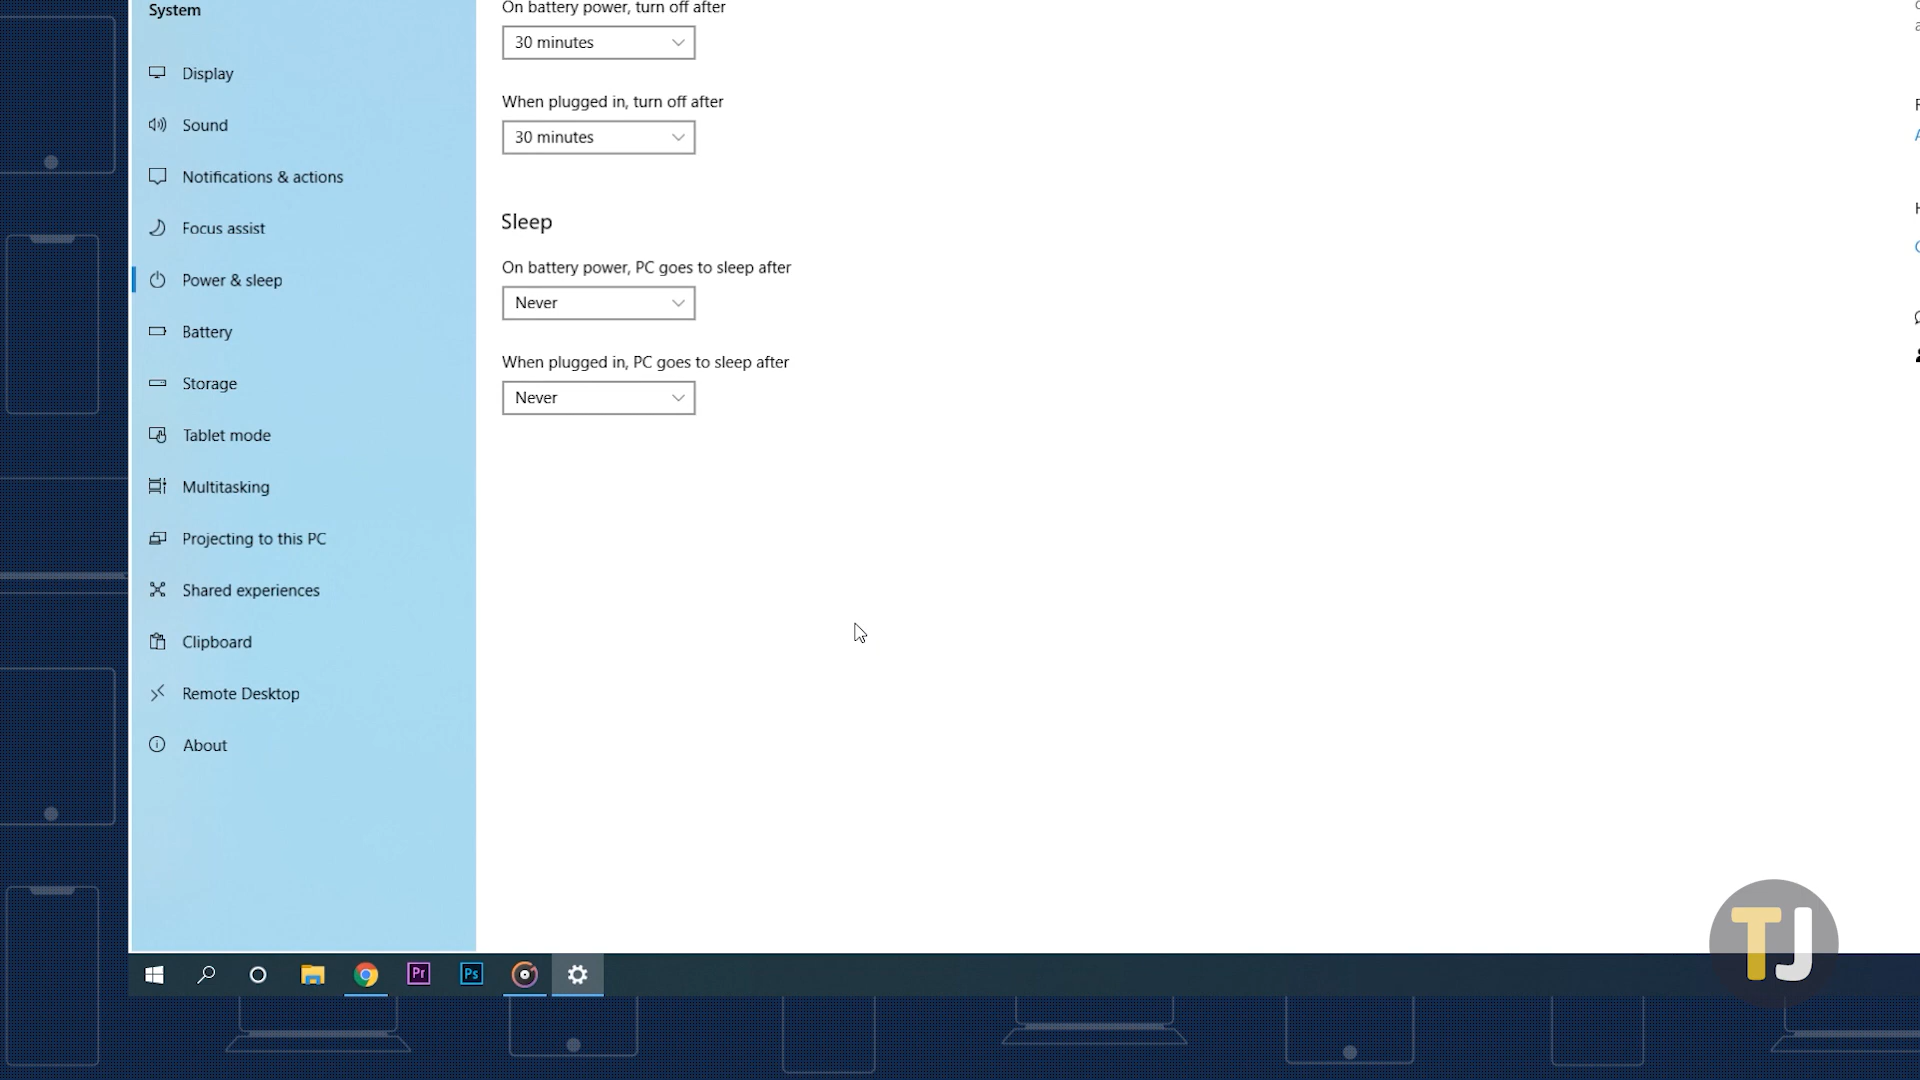 System
Display
Sound
Notifications & actions
Focus assist
Power & sleep
Battery
Storage
Tablet mode
Multitasking
Projecting to this PC
Shared experiences
Clipboard
Remote Desktop
About
On battery power, turn off after
30 minutes
When plugged in, turn off after
30 minutes
Sleep
On battery power, PC goes to sleep after
Never
When plugged in, PC goes to sleep after
Never
Pr
Ps
TJ